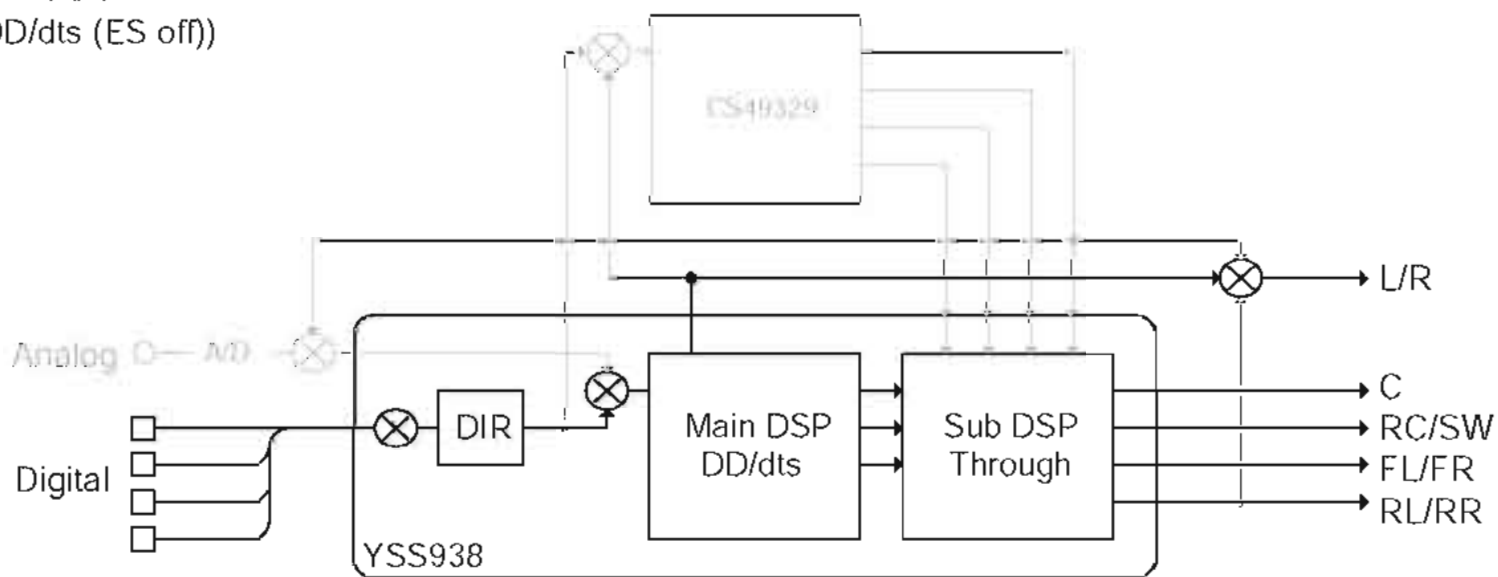 DD/dts (ES off))
CS49329
L/R
Analog
A/D
C
DIR
Main DSP
DD/dts
Sub DSP
Through
RC/SW
FL/FR
RL/RR
Digital
YSS938